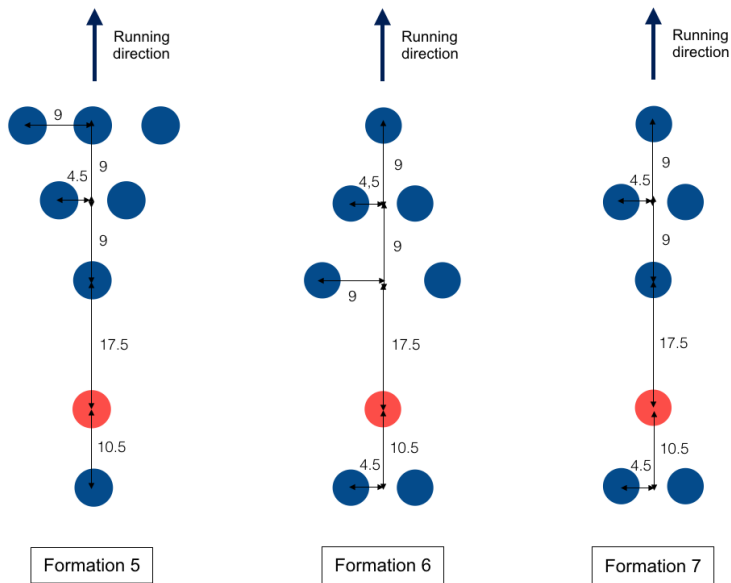 Running
direction
Running
direction
Running
direction
9
9
4.5
9
17.5
10.5
Formation 5
9
4,5
9
9
17.5
10.5
4.5
Formation 6
9
4.5
9
17.5
10.5
4.5
Formation 7